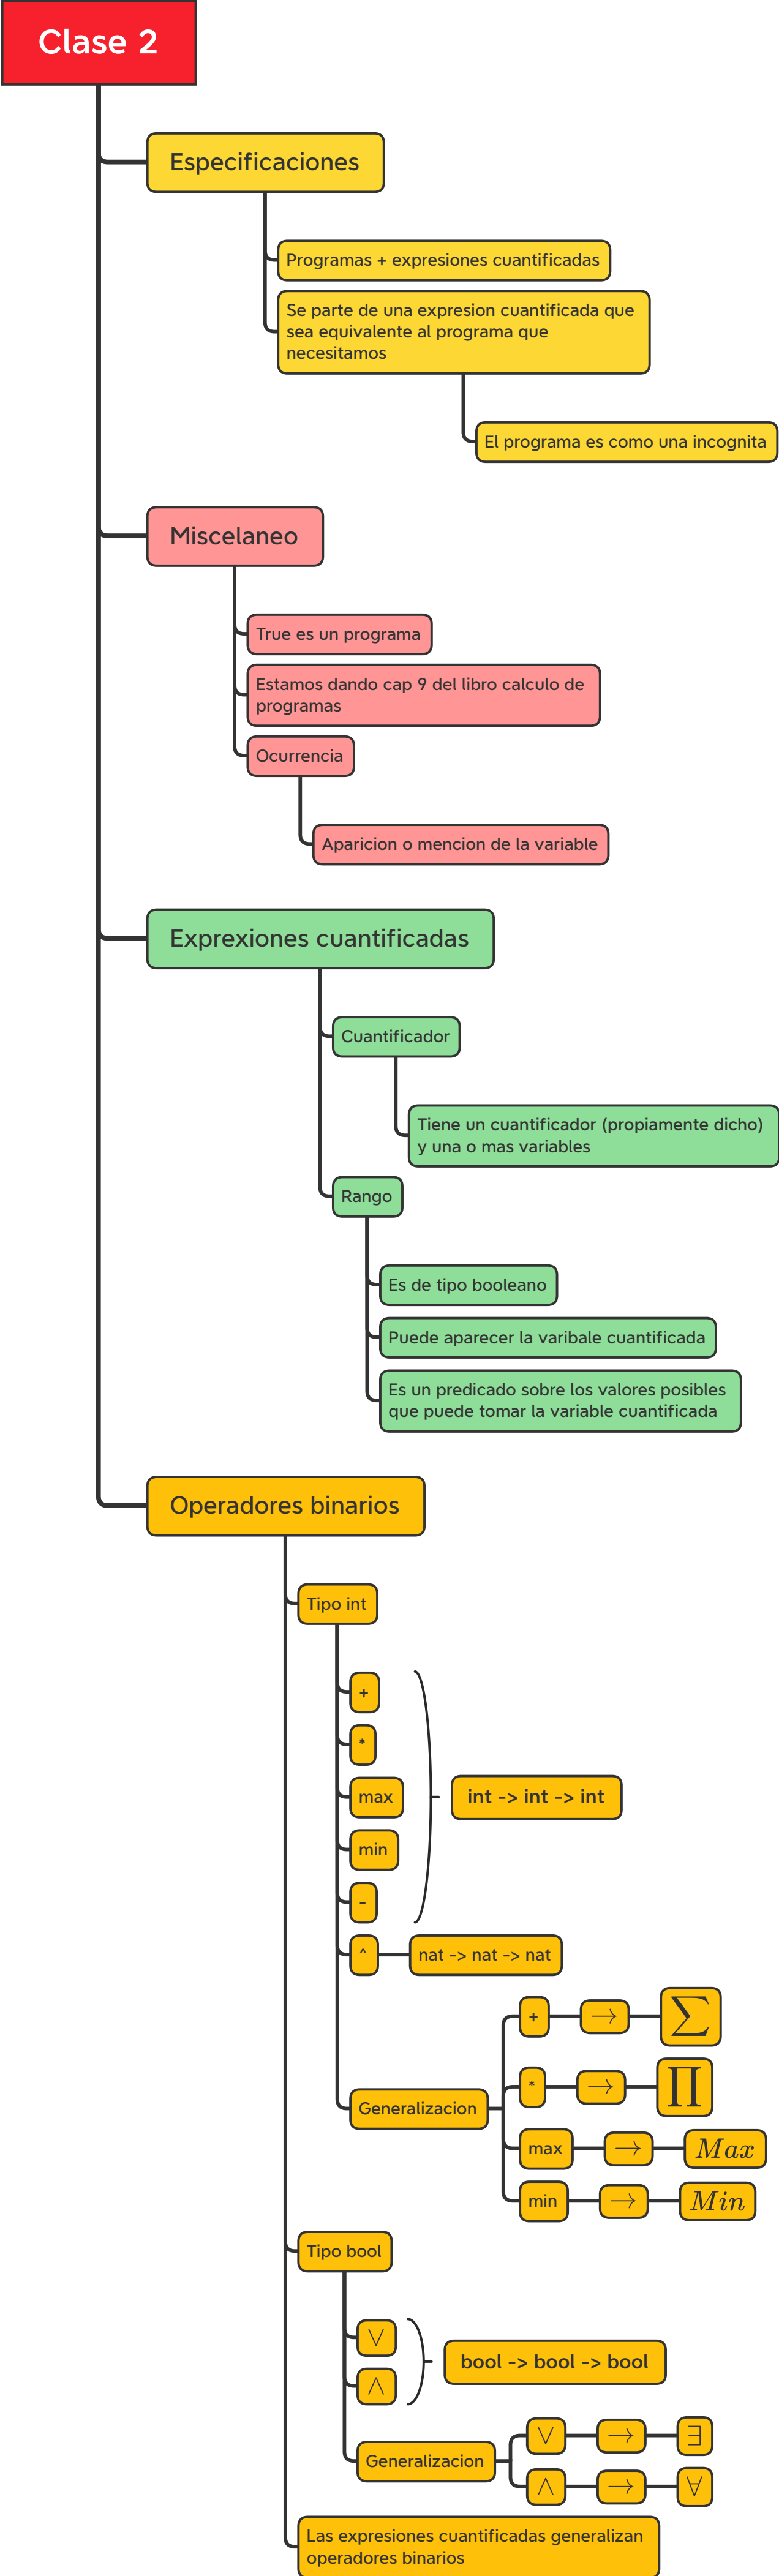 Clase 2
Especificaciones
Programas + expresiones cuantificadas
Se parte de una expresion cuantificada que
sea equivalente al programa que
necesitamos
El programa es como una incognita
Miscelaneo
True es un programa
Estamos dando cap 9 del libro calculo de
programas
Ocurrencia
Aparicion o mencion de la variable
Exprexiones cuantificadas
Cuantificador
Tiene un cuantificador (propiamente dicho)
y una o mas variables
Rango
Es de tipo booleano
Puede aparecer la varibale cuantificada
Es un predicado sobre los valores posibles
que puede tomar la variable cuantificada
Operadores binarios
Tipo int
+
*
max
int -> int -> int
min
-
^ nat -> nat -> nat
+ → ∑
* → ∏
Generalizacion
max → Max
min → Min
Tipo bool
∨
bool -> bool -> bool
∧
∨ → ∃
Generalizacion
∧ → ∀
Las expresiones cuantificadas generalizan
operadores binarios